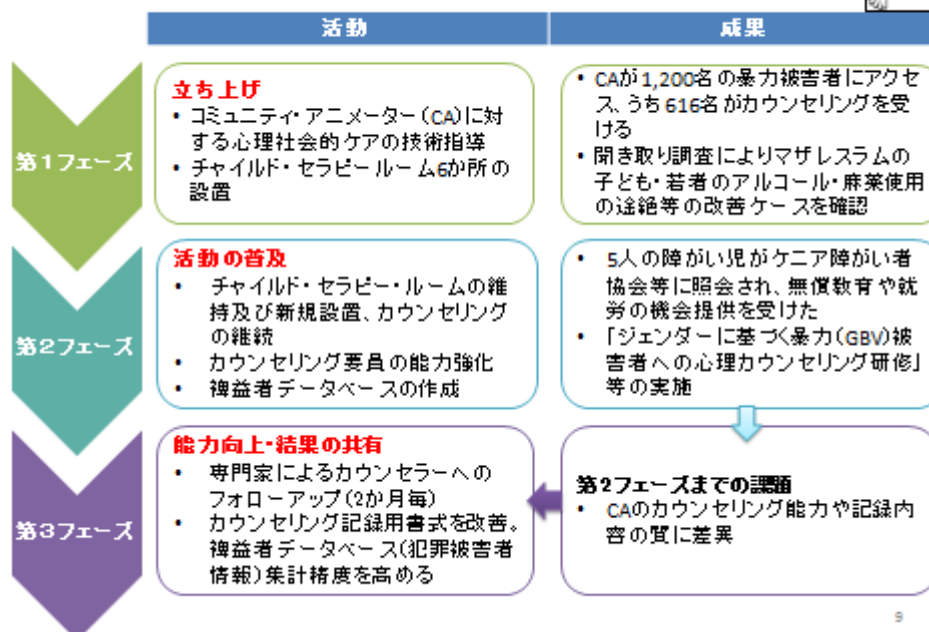 活動
成果
第1フェーズ
立ち上げ
• コミュニティ・アニメーター(CA)に対
する心理社会的ケアの技術指導
• チャイルド・セラピールーム6か所の
設置
• CAが1,200名の暴力被害者にアクセ
ス、うち616名がカウンセリングを受
ける
• 聞き取り調査によりマザレスラムの
子ども・若者のアルコール・麻薬使用
の途絶等の改善ケースを確認
第2フェーズ
活動の普及
• チャイルド・セラピー・ルームの維
持及び新規設置、カウンセリング
の継続
• カウンセリング要員の能力強化
• 裨益者データベースの作成
• 5人の障がい児がケニア障がい者
協会等に照会され、無償教育や就
労の機会提供を受けた
• 「ジェンダーに基づく暴力(GBV)被
害者への心理カウンセリング研修」
等の実施
第3フェーズ
能力向上・結果の共有
• 専門家によるカウンセラーへの
フォローアップ(2か月毎)
• カウンセリング記録用書式を改善。
裨益者データベース(犯罪被害者
情報)集計精度を高める
第2フェーズまでの課題
• CAのカウンセリング能力や記録内
容の質に差異
9